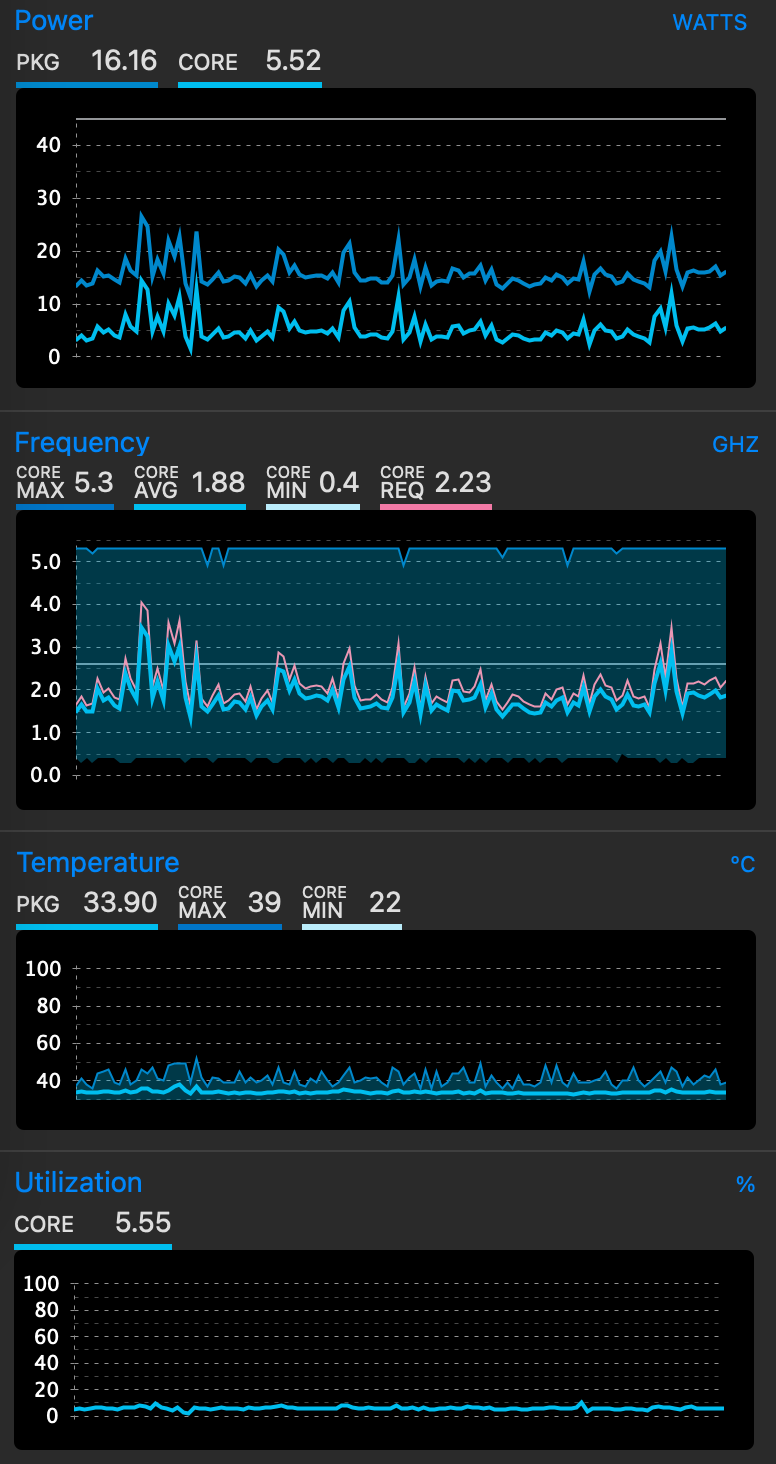 Power WATTS
PKG 16.16 CORE 5.52
40
30
20
10
0
Frequency GHZ
CORE MAX 5.3 CORE AVG 1.88 CORE MIN 0.4 CORE REQ 2.23
5.0
4.0
3.0
2.0
1.0
0.0
Temperature ºC
PKG 33.90 CORE MAX 39 CORE MIN 22
100
80
60
40
Utilization %
CORE 5.55
100
80
60
40
20
0